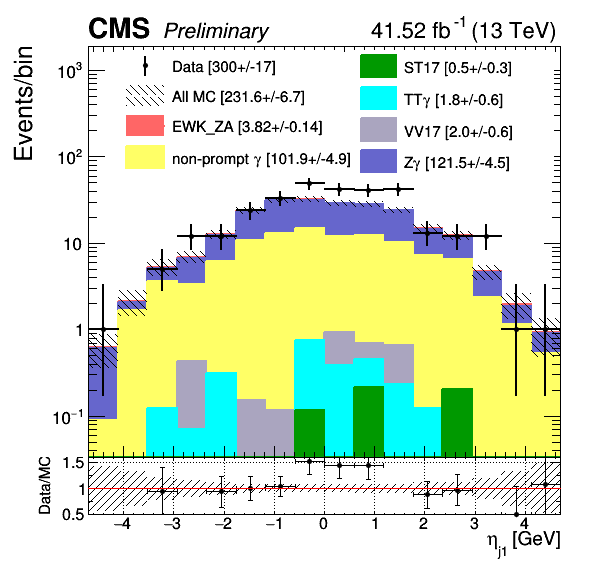 CMS Preliminary 41.52 fb⁻¹ (13 TeV)
Events/bin
Data [300+/-17]
All MC [231.6+/-6.7]
EWK_ZA [3.82+/-0.14]
non-prompt γ [101.9+/-4.9]
ST17 [0.5+/-0.3]
TTγ [1.8+/-0.6]
VV17 [2.0+/-0.6]
Zγ [121.5+/-4.5]
10³
10²
10
1
10⁻¹
Data/MC
1.5
1
0.5
−4 −3 −2 −1 0 1 2 3 4
η_j1 [GeV]